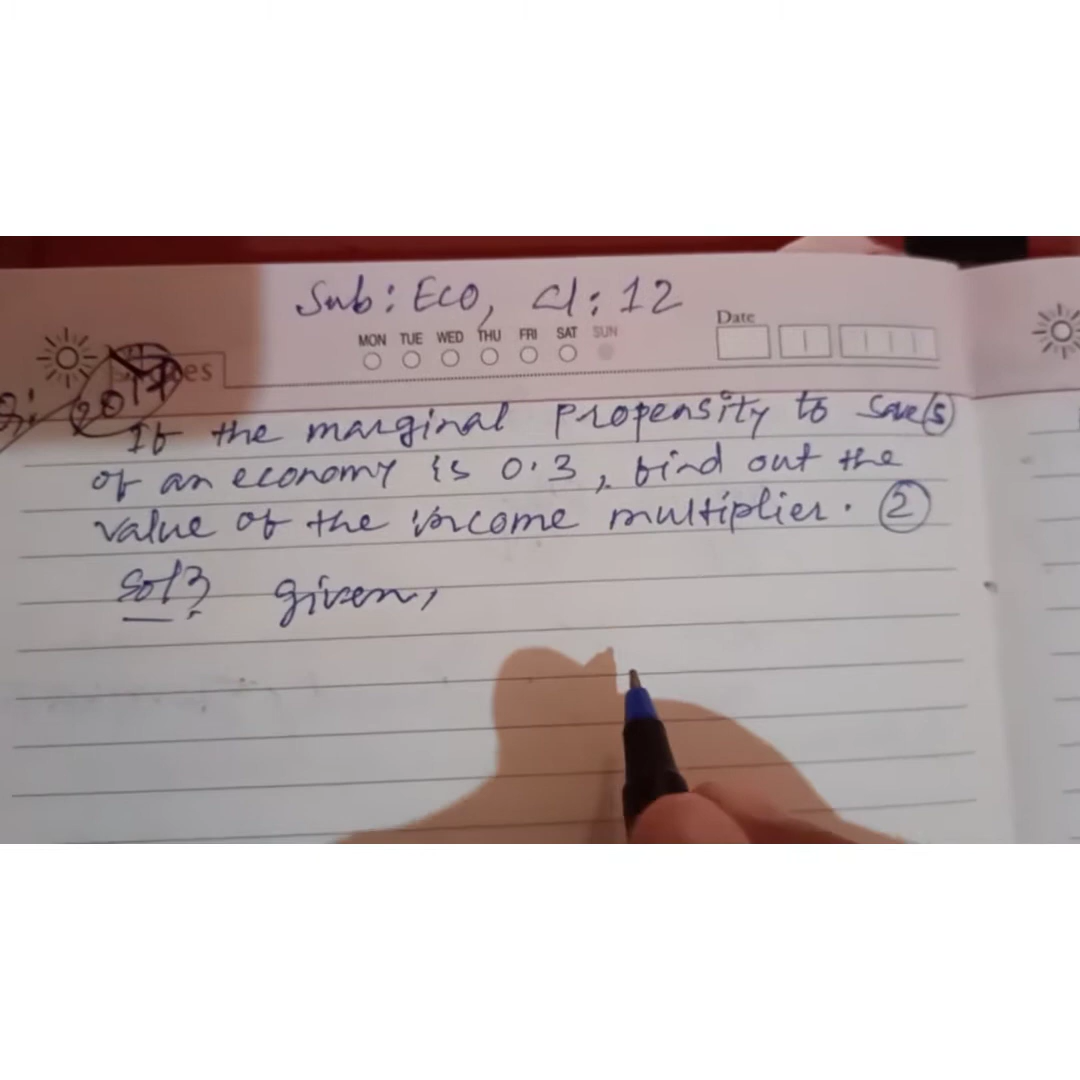 Sub: Eco, Cl: 12
MON TUE WED THU FRI SAT SUN
Date
2017
If the marginal propensity to save(s)
of an economy is 0.3, find out the
value of the income multiplier. 2
Soln given,